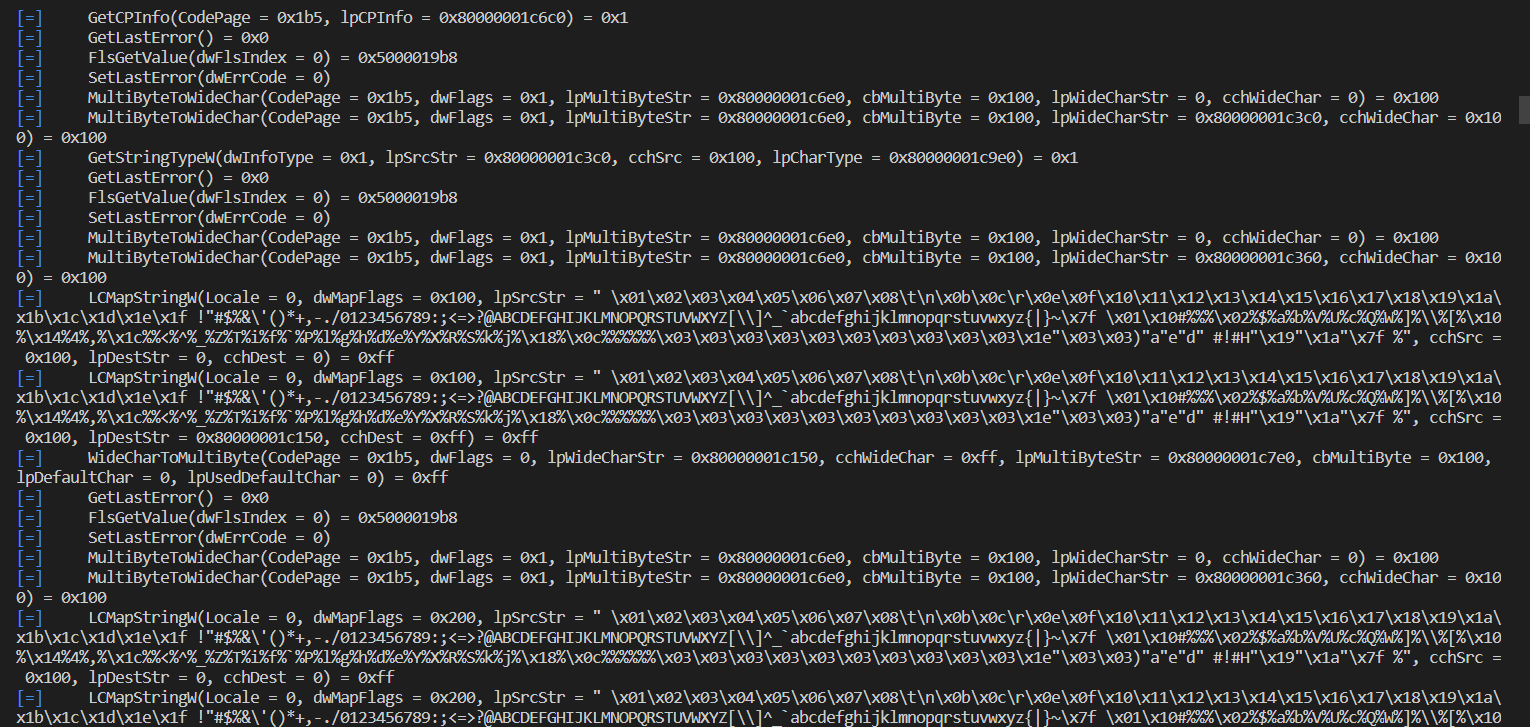 [=]     GetCPInfo(CodePage = 0x1b5, lpCPInfo = 0x80000001c6c0) = 0x1
[=]     GetLastError() = 0x0
[=]     FlsGetValue(dwFlsIndex = 0) = 0x5000019b8
[=]     SetLastError(dwErrCode = 0)
[=]     MultiByteToWideChar(CodePage = 0x1b5, dwFlags = 0x1, lpMultiByteStr = 0x80000001c6e0, cbMultiByte = 0x100, lpWideCharStr = 0, cchWideChar = 0) = 0x100
[=]     MultiByteToWideChar(CodePage = 0x1b5, dwFlags = 0x1, lpMultiByteStr = 0x80000001c6e0, cbMultiByte = 0x100, lpWideCharStr = 0x80000001c3c0, cchWideChar = 0x10
0) = 0x100
[=]     GetStringTypeW(dwInfoType = 0x1, lpSrcStr = 0x80000001c3c0, cchSrc = 0x100, lpCharType = 0x80000001c9e0) = 0x1
[=]     GetLastError() = 0x0
[=]     FlsGetValue(dwFlsIndex = 0) = 0x5000019b8
[=]     SetLastError(dwErrCode = 0)
[=]     MultiByteToWideChar(CodePage = 0x1b5, dwFlags = 0x1, lpMultiByteStr = 0x80000001c6e0, cbMultiByte = 0x100, lpWideCharStr = 0, cchWideChar = 0) = 0x100
[=]     MultiByteToWideChar(CodePage = 0x1b5, dwFlags = 0x1, lpMultiByteStr = 0x80000001c6e0, cbMultiByte = 0x100, lpWideCharStr = 0x80000001c360, cchWideChar = 0x10
0) = 0x100
[=]     LCMapStringW(Locale = 0, dwMapFlags = 0x100, lpSrcStr = " \x01\x02\x03\x04\x05\x06\x07\x08\t\n\x0b\x0c\r\x0e\x0f\x10\x11\x12\x13\x14\x15\x16\x17\x18\x19\x1a\
x1b\x1c\x1d\x1e\x1f !"#$%&\'()*+,-./0123456789:;<=>?@ABCDEFGHIJKLMNOPQRSTUVWXYZ[\\]^_`abcdefghijklmnopqrstuvwxyz{|}~\x7f \x01\x10#%%%\x02%$%a%b%V%U%c%Q%W%]%\\%[%\x10
%\x14%4%,%\x1c%%<%^%_%Z%T%i%f%`%P%l%g%h%d%e%Y%X%R%S%k%j%\x18%\x0c%%%%%%\x03\x03\x03\x03\x03\x03\x03\x03\x03\x03\x03\x1e"\x03\x03)"a"e"d" #!#H"\x19"\x1a"\x7f %", cchSrc =
0x100, lpDestStr = 0, cchDest = 0) = 0xff
[=]     LCMapStringW(Locale = 0, dwMapFlags = 0x100, lpSrcStr = " \x01\x02\x03\x04\x05\x06\x07\x08\t\n\x0b\x0c\r\x0e\x0f\x10\x11\x12\x13\x14\x15\x16\x17\x18\x19\x1a\
x1b\x1c\x1d\x1e\x1f !"#$%&\'()*+,-./0123456789:;<=>?@ABCDEFGHIJKLMNOPQRSTUVWXYZ[\\]^_`abcdefghijklmnopqrstuvwxyz{|}~\x7f \x01\x10#%%%\x02%$%a%b%V%U%c%Q%W%]%\\%[%\x10
%\x14%4%,%\x1c%%<%^%_%Z%T%i%f%`%P%l%g%h%d%e%Y%X%R%S%k%j%\x18%\x0c%%%%%%\x03\x03\x03\x03\x03\x03\x03\x03\x03\x03\x03\x1e"\x03\x03)"a"e"d" #!#H"\x19"\x1a"\x7f %", cchSrc =
0x100, lpDestStr = 0x80000001c150, cchDest = 0xff) = 0xff
[=]     WideCharToMultiByte(CodePage = 0x1b5, dwFlags = 0, lpWideCharStr = 0x80000001c150, cchWideChar = 0xff, lpMultiByteStr = 0x80000001c7e0, cbMultiByte = 0x100,
lpDefaultChar = 0, lpUsedDefaultChar = 0) = 0xff
[=]     GetLastError() = 0x0
[=]     FlsGetValue(dwFlsIndex = 0) = 0x5000019b8
[=]     SetLastError(dwErrCode = 0)
[=]     MultiByteToWideChar(CodePage = 0x1b5, dwFlags = 0x1, lpMultiByteStr = 0x80000001c6e0, cbMultiByte = 0x100, lpWideCharStr = 0, cchWideChar = 0) = 0x100
[=]     MultiByteToWideChar(CodePage = 0x1b5, dwFlags = 0x1, lpMultiByteStr = 0x80000001c6e0, cbMultiByte = 0x100, lpWideCharStr = 0x80000001c360, cchWideChar = 0x10
0) = 0x100
[=]     LCMapStringW(Locale = 0, dwMapFlags = 0x200, lpSrcStr = " \x01\x02\x03\x04\x05\x06\x07\x08\t\n\x0b\x0c\r\x0e\x0f\x10\x11\x12\x13\x14\x15\x16\x17\x18\x19\x1a\
x1b\x1c\x1d\x1e\x1f !"#$%&\'()*+,-./0123456789:;<=>?@ABCDEFGHIJKLMNOPQRSTUVWXYZ[\\]^_`abcdefghijklmnopqrstuvwxyz{|}~\x7f \x01\x10#%%%\x02%$%a%b%V%U%c%Q%W%]%\\%[%\x10
%\x14%4%,%\x1c%%<%^%_%Z%T%i%f%`%P%l%g%h%d%e%Y%X%R%S%k%j%\x18%\x0c%%%%%%\x03\x03\x03\x03\x03\x03\x03\x03\x03\x03\x03\x1e"\x03\x03)"a"e"d" #!#H"\x19"\x1a"\x7f %", cchSrc =
0x100, lpDestStr = 0, cchDest = 0) = 0xff
[=]     LCMapStringW(Locale = 0, dwMapFlags = 0x200, lpSrcStr = " \x01\x02\x03\x04\x05\x06\x07\x08\t\n\x0b\x0c\r\x0e\x0f\x10\x11\x12\x13\x14\x15\x16\x17\x18\x19\x1a\
x1b\x1c\x1d\x1e\x1f !"#$%&\'()*+,-./0123456789:;<=>?@ABCDEFGHIJKLMNOPQRSTUVWXYZ[\\]^_`abcdefghijklmnopqrstuvwxyz{|}~\x7f \x01\x10#%%%\x02%$%a%b%V%U%c%Q%W%]%\\%[%\x10